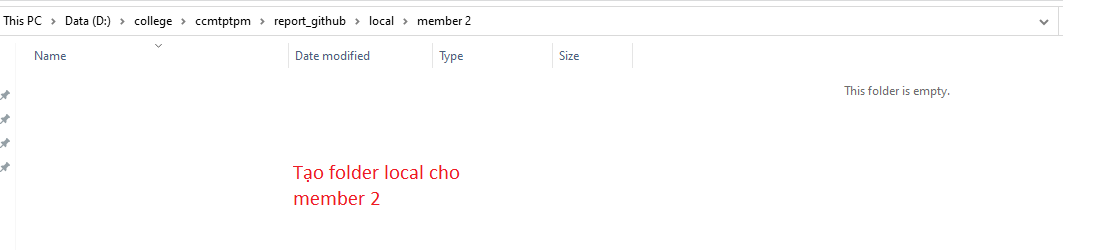 This PC > Data (D:) > college > ccmtptpm > report_github > local > member 2
Name Date modified Type Size
This folder is empty.
Tạo folder local cho
member 2